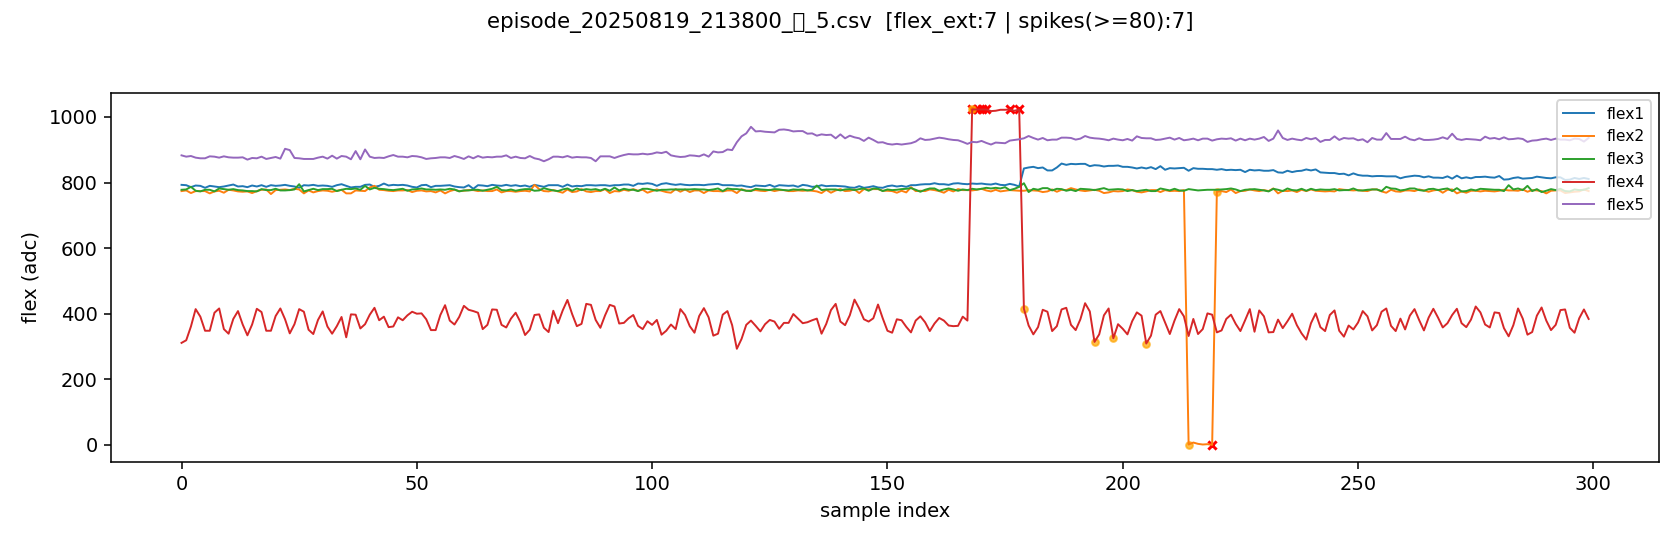 episode_20250819_213800_▯_5.csv  [flex_ext:7 | spikes(>=80):7]
flex (adc)
1000
800
600
400
200
0
0
50
100
150
200
250
300
sample index
flex1
flex2
flex3
flex4
flex5